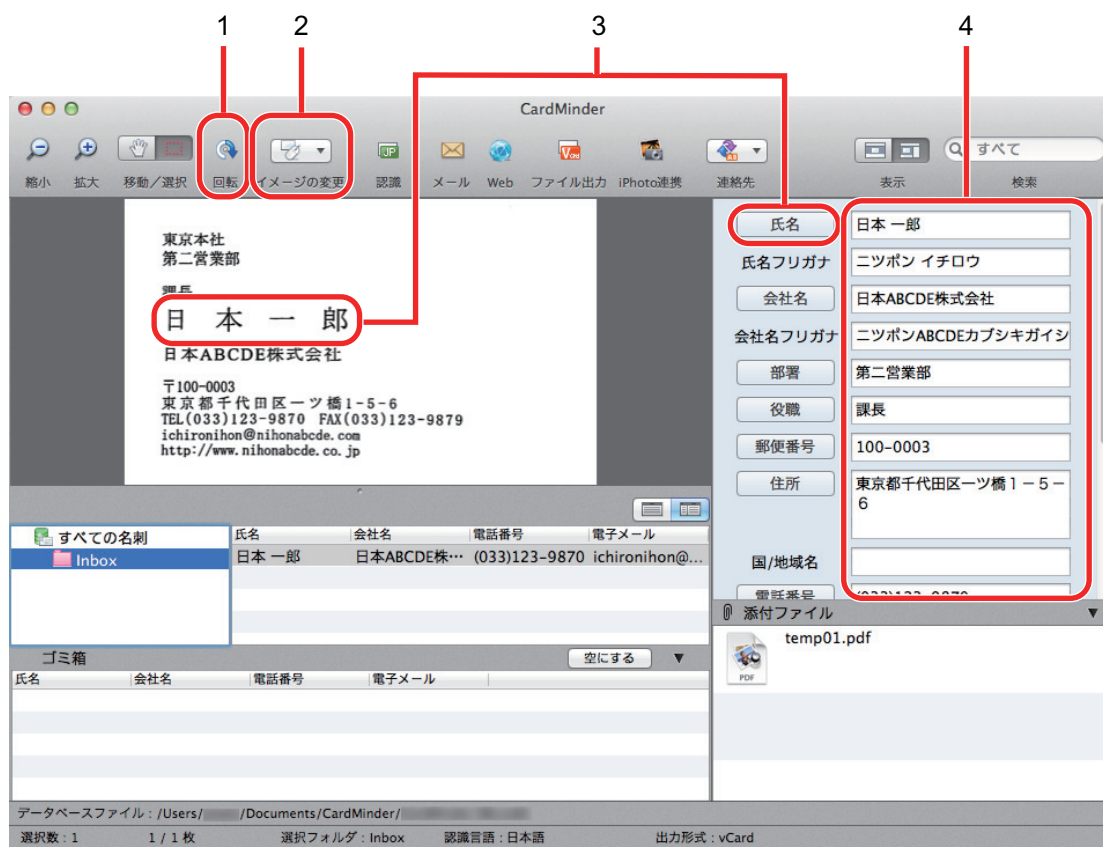 1 2 3 4
CardMinder
縮小 拡大 移動/選択 回転 イメージの変更 認識 メール Web ファイル出力 iPhoto連携 連絡先 表示 検索
すべて
東京本社
第二営業部
課長
日 本 一 郎
日本ABCDE株式会社
〒100-0003
東京都千代田区一ツ橋1-5-6
TEL(033)123-9870 FAX(033)123-9879
ichironihon@nihonabcde.com
http://www.nihonabcde.co.jp
氏名 日本 一郎
氏名フリガナ ニツポン イチロウ
会社名 日本ABCDE株式会社
会社名フリガナ ニツポンABCDEカブシキガイシ
部署 第二営業部
役職 課長
郵便番号 100-0003
住所 東京都千代田区一ツ橋1-5-
6
国/地域名
電話番号 (033)123-9870
すべての名刺
Inbox
氏名 会社名 電話番号 電子メール
日本 一郎 日本ABCDE株… (033)123-9870 ichironihon@...
添付ファイル
temp01.pdf
PDF
ゴミ箱 空にする
氏名 会社名 電話番号 電子メール
データベースファイル : /Users/ /Documents/CardMinder/
選択数 : 1 1 / 1 枚 選択フォルダ : Inbox 認識言語 : 日本語 出力形式 : vCard